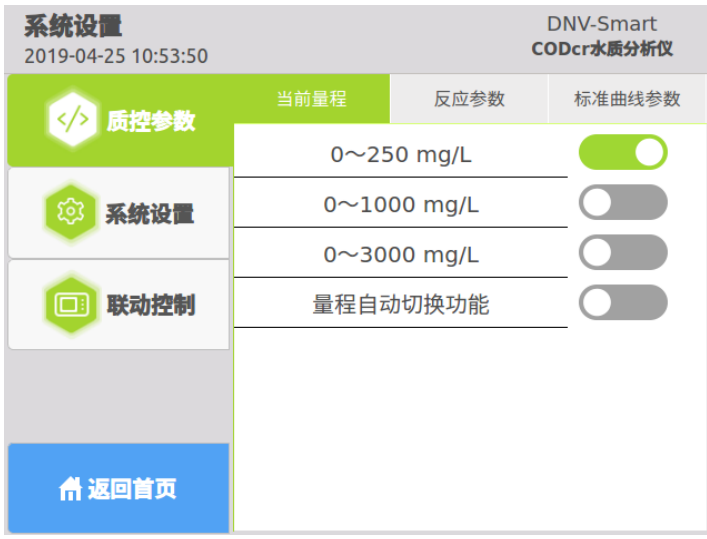 系统设置
2019-04-25 10:53:50
DNV-Smart
CODcr水质分析仪
</>
质控参数
系统设置
联动控制
返回首页
当前量程 反应参数 标准曲线参数
0～250 mg/L
0～1000 mg/L
0～3000 mg/L
量程自动切换功能